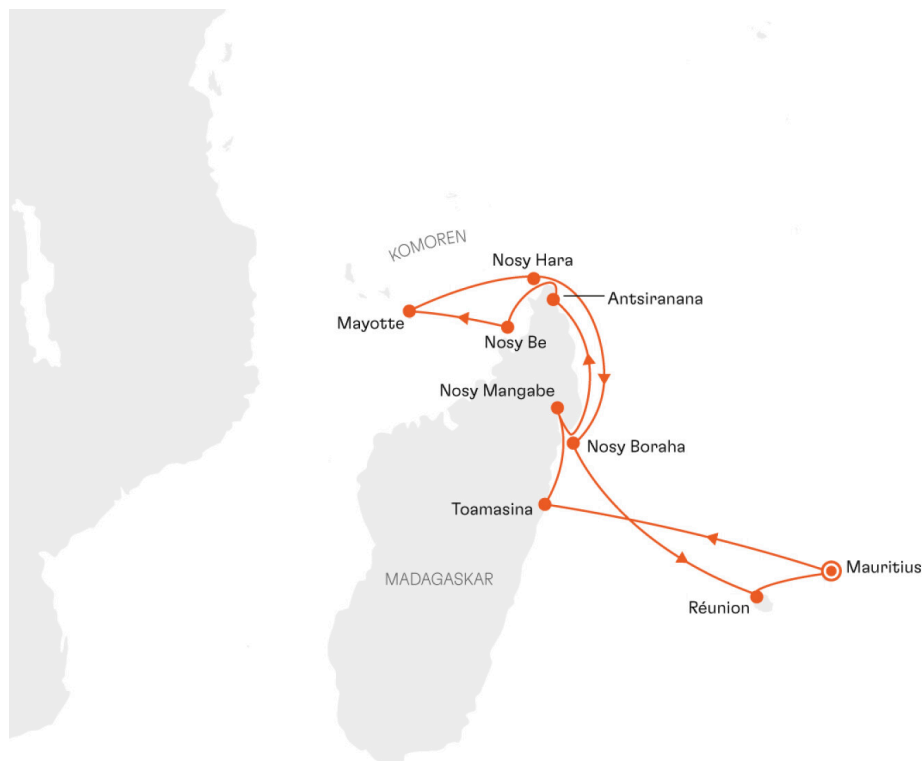 KOMOREN
Nosy Hara
Antsiranana
Mayotte
Nosy Be
Nosy Mangabe
Nosy Boraha
Toamasina
Mauritius
MADAGASKAR
Réunion